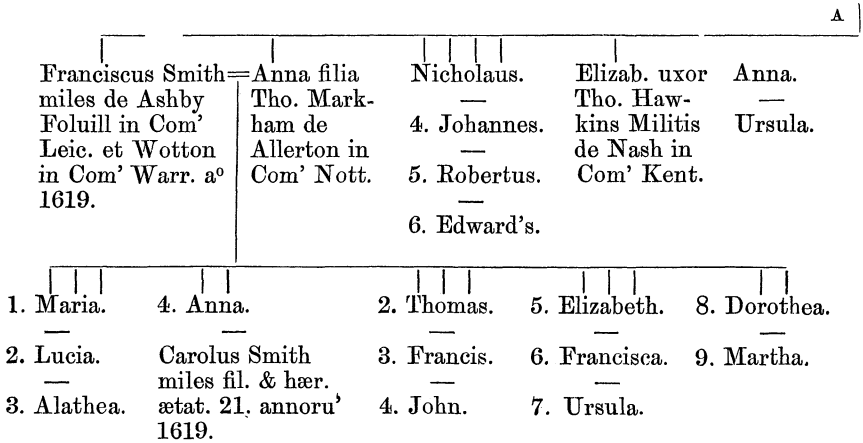 A
Franciscus Smith=Anna filia
miles de Ashby
Foluill in Com'
Leic. et Wotton
in Com' Warr. aº
1619.
Tho. Mark-
ham de
Allerton in
Com' Nott.
Nicholaus.
4. Johannes.
5. Robertus.
6. Edward's.
Elizab. uxor
Tho. Haw-
kins Militis
de Nash in
Com' Kent.
Anna.
Ursula.
1. Maria.
2. Lucia.
3. Alathea.
4. Anna.
Carolus Smith
miles fil. & hær.
ætat. 21. annoru'
1619.
2. Thomas.
3. Francis.
4. John.
5. Elizabeth.
6. Francisca.
7. Ursula.
8. Dorothea.
9. Martha.